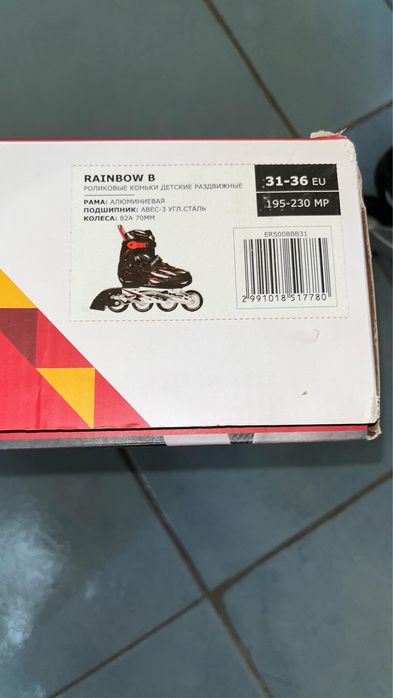 RAINBOW B
РОЛИКОВЫЕ КОНЬКИ ДЕТСКИЕ РАЗДВИЖНЫЕ
РАМА: АЛЮМИНИЕВАЯ
ПОДШИПНИК: ABEC-3 УГЛ.СТАЛЬ
КОЛЕСА: 82A 70MM
31-36 EU
195-230 MP
ERS008BB31
2991018517780